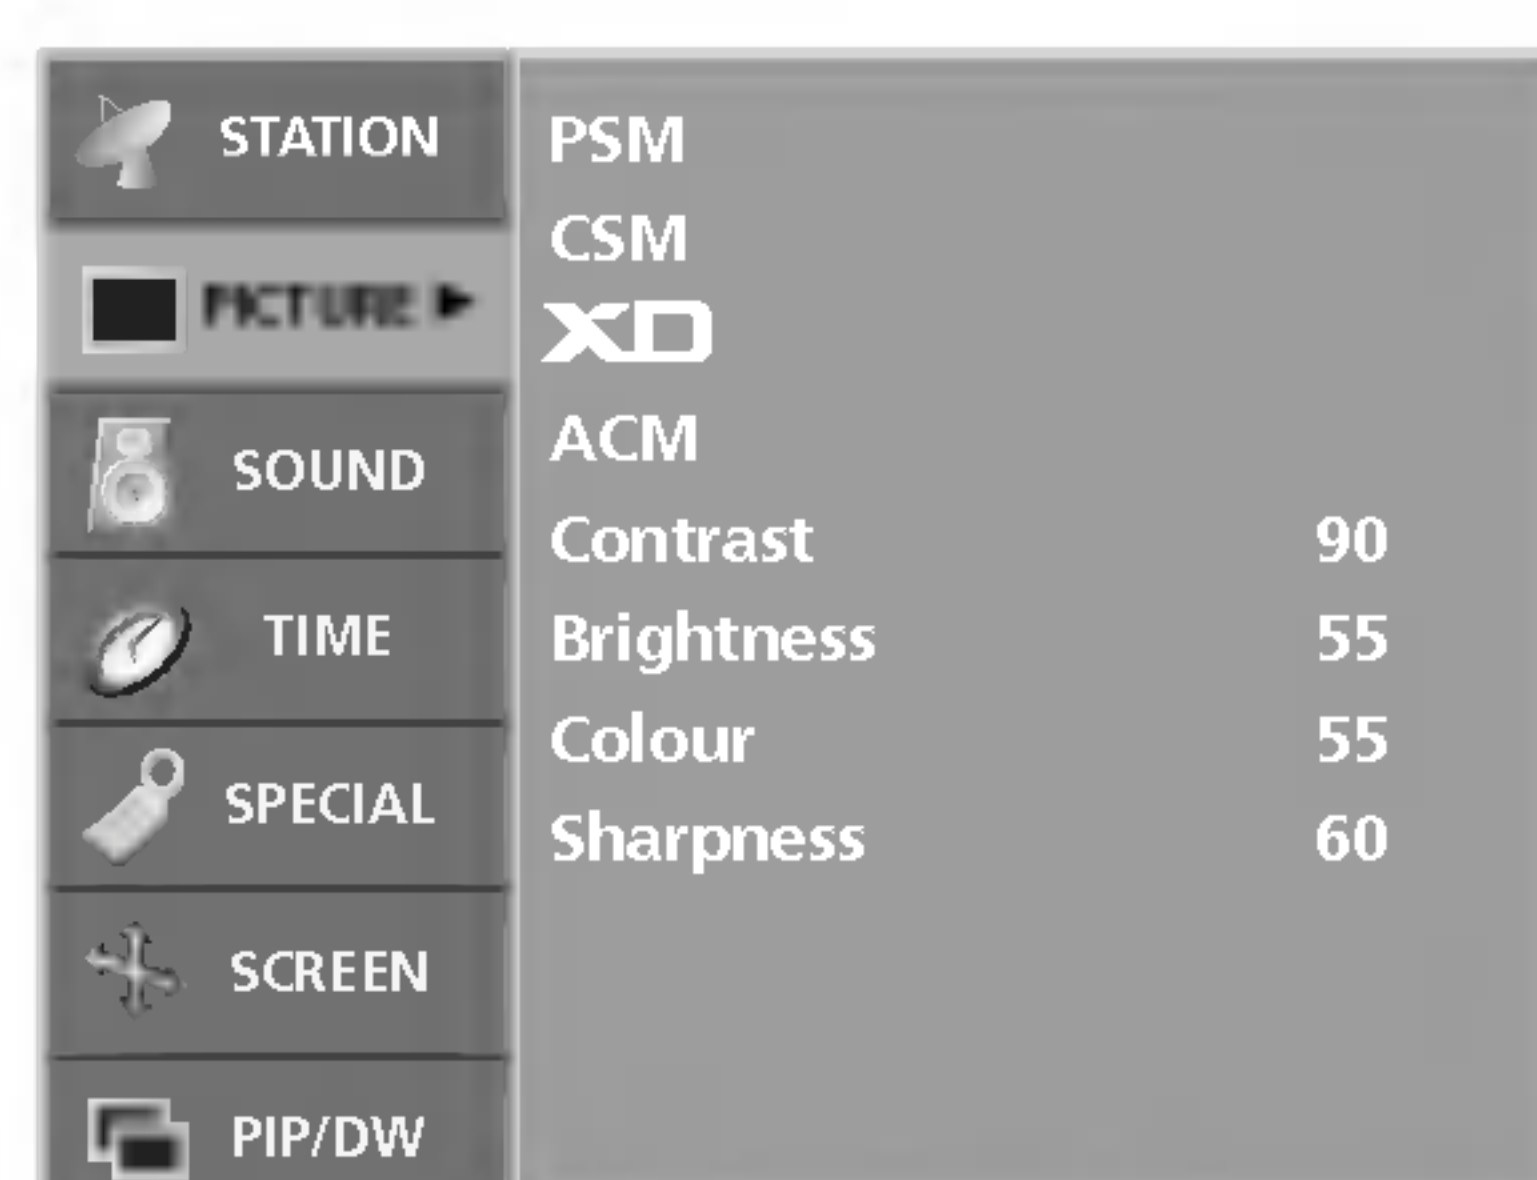 STATION
PICTURE ►
SOUND
TIME
SPECIAL
SCREEN
PIP/DW
PSM
CSM
XD
ACM
Contrast 90
Brightness 55
Colour 55
Sharpness 60